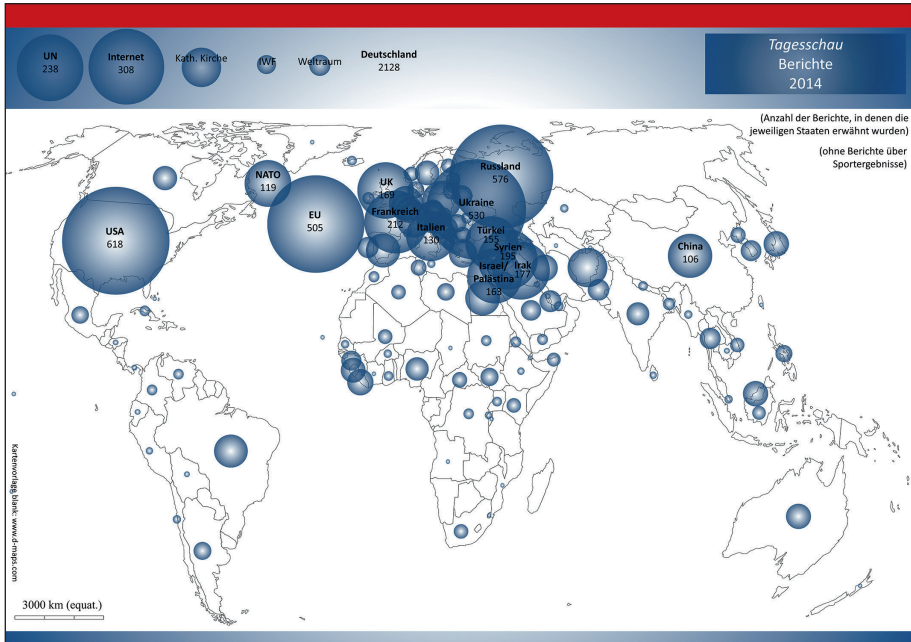 UN
238
Internet
308
Kath. Kirche
IWF
Weltraum
Deutschland
2128
Tagesschau
Berichte
2014
(Anzahl der Berichte, in denen die
jeweiligen Staaten erwähnt wurden)
(ohne Berichte über
Sportergebnisse)
NATO
119
UK
169
Russland
576
USA
618
EU
505
Frankreich
212
Italien
130
Ukraine
530
Türkei
155
Syrien
195
Israel/
Palästina
163
Irak
177
China
106
Kartenvorlage blank: www.d-maps.com
3000 km (equat.)